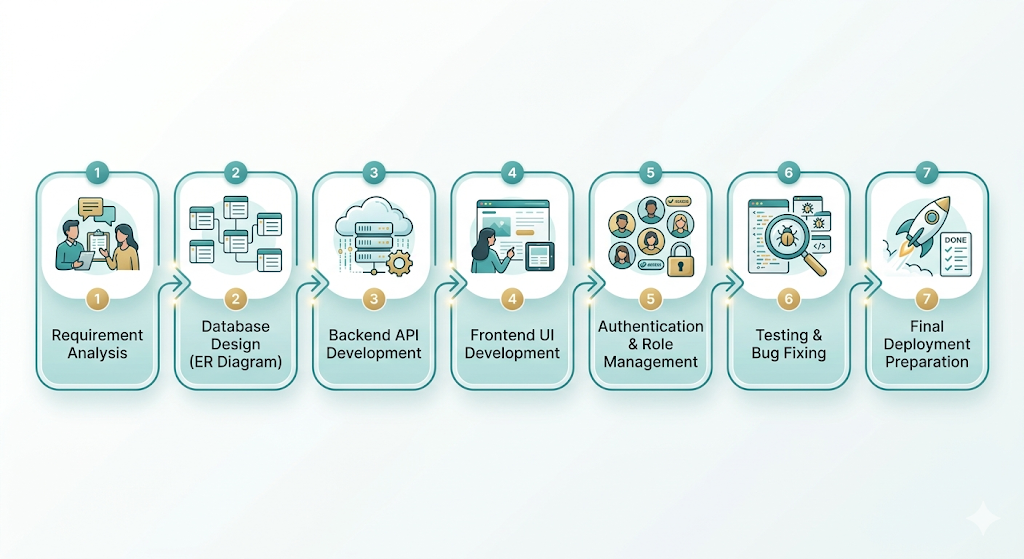 1
2
3
4
5
6
7
DONE
</>
1
2
3
4
5
6
7
Requirement
Analysis
Database
Design
(ER Diagram)
Backend API
Development
Frontend UI
Development
Authentication
& Role
Management
Testing &
Bug Fixing
Final
Deployment
Preparation